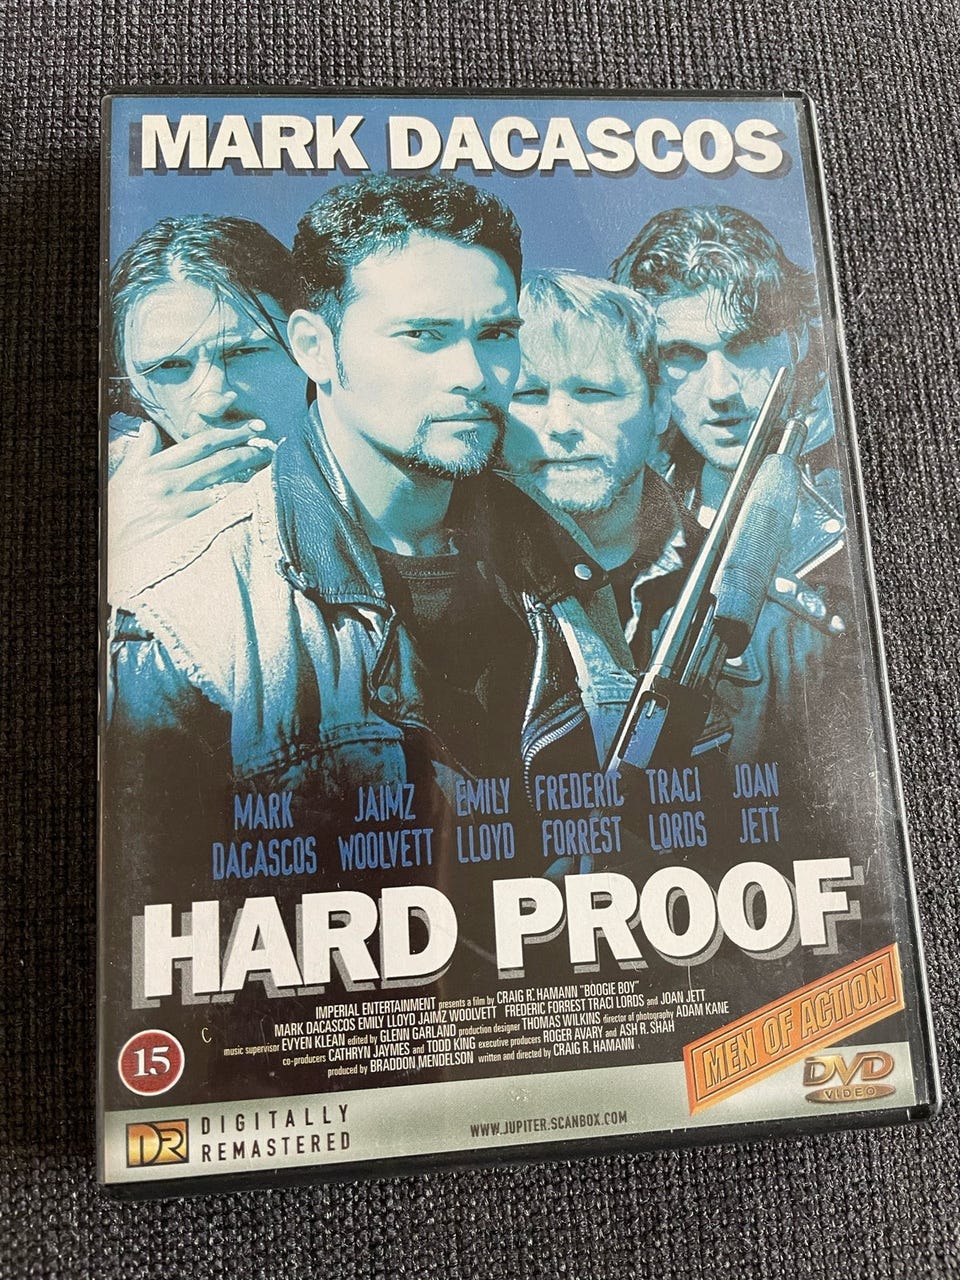 MARK DACASCOS
MARK DACASCOS
JAIMZ WOOLVETT
EMILY LLOYD
FREDERIC FORREST
TRACI LORDS
JOAN JETT
HARD PROOF
IMPERIAL ENTERTAINMENT presents a film by CRAIG R. HAMANN "BOOGIE BOY"
MARK DACASCOS EMILY LLOYD JAIMZ WOOLVETT FREDERIC FORREST TRACI LORDS and JOAN JETT
music supervisor EVYEN KLEAN edited by GLENN GARLAND production designer THOMAS WILKINS director of photography ADAM KANE
co-producers CATHRYN JAYMES and TODD KING executive producers ROGER AVARY and ASH R. SHAH
produced by BRADDON MENDELSON written and directed by CRAIG R. HAMANN
15
MEN OF ACTION
DVD
VIDEO
DR
DIGITALLY
REMASTERED
WWW.JUPITER.SCANBOX.COM